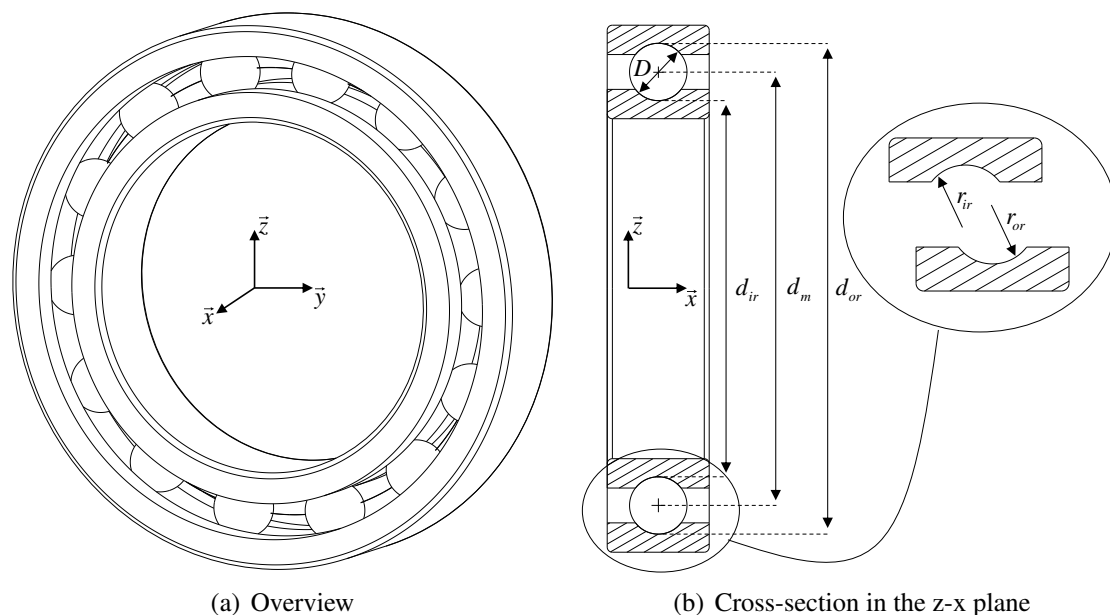 D
z⃗
x⃗
y⃗
z⃗
x⃗
d_ir
d_m
d_or
r_ir
r_or
(a) Overview
(b) Cross-section in the z-x plane